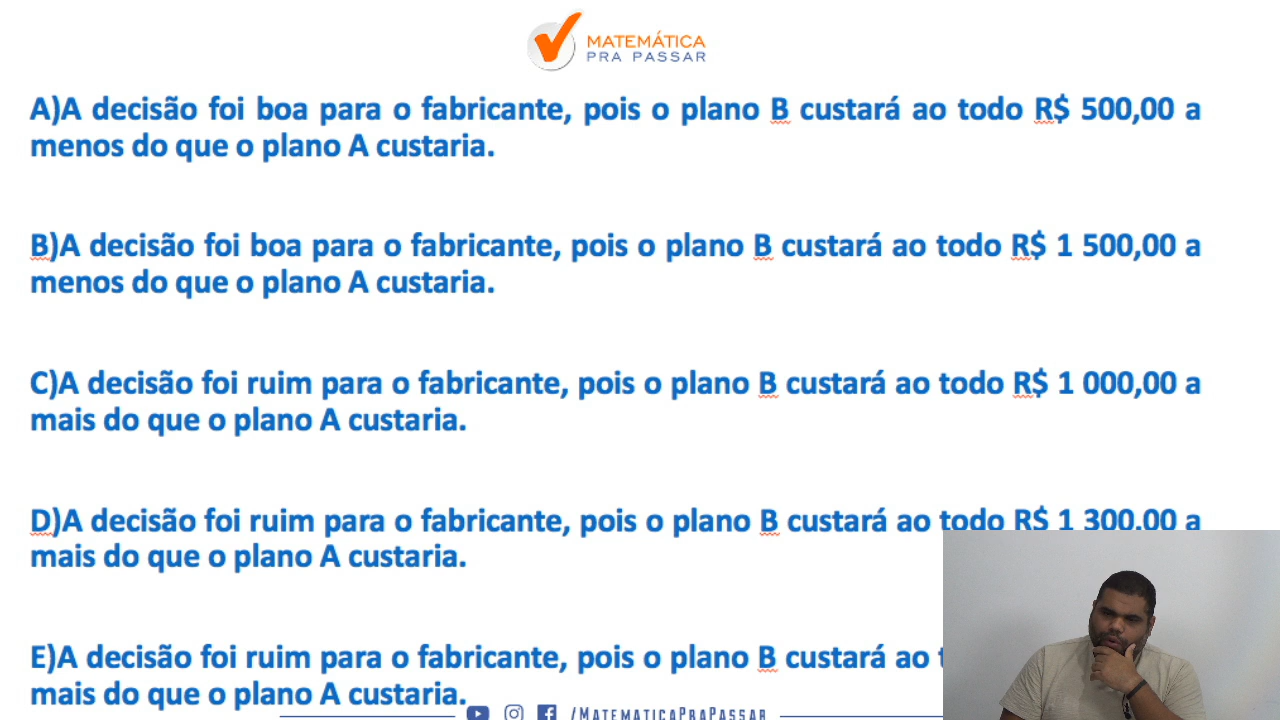 MATEMÁTICA
PRA PASSAR
A)A decisão foi boa para o fabricante, pois o plano B custará ao todo R$ 500,00 a
menos do que o plano A custaria.
B)A decisão foi boa para o fabricante, pois o plano B custará ao todo R$ 1 500,00 a
menos do que o plano A custaria.
C)A decisão foi ruim para o fabricante, pois o plano B custará ao todo R$ 1 000,00 a
mais do que o plano A custaria.
D)A decisão foi ruim para o fabricante, pois o plano B custará ao todo R$ 1 300,00 a
mais do que o plano A custaria.
E)A decisão foi ruim para o fabricante, pois o plano B custará ao
mais do que o plano A custaria.
/MATEMATICAPRAPASSAR